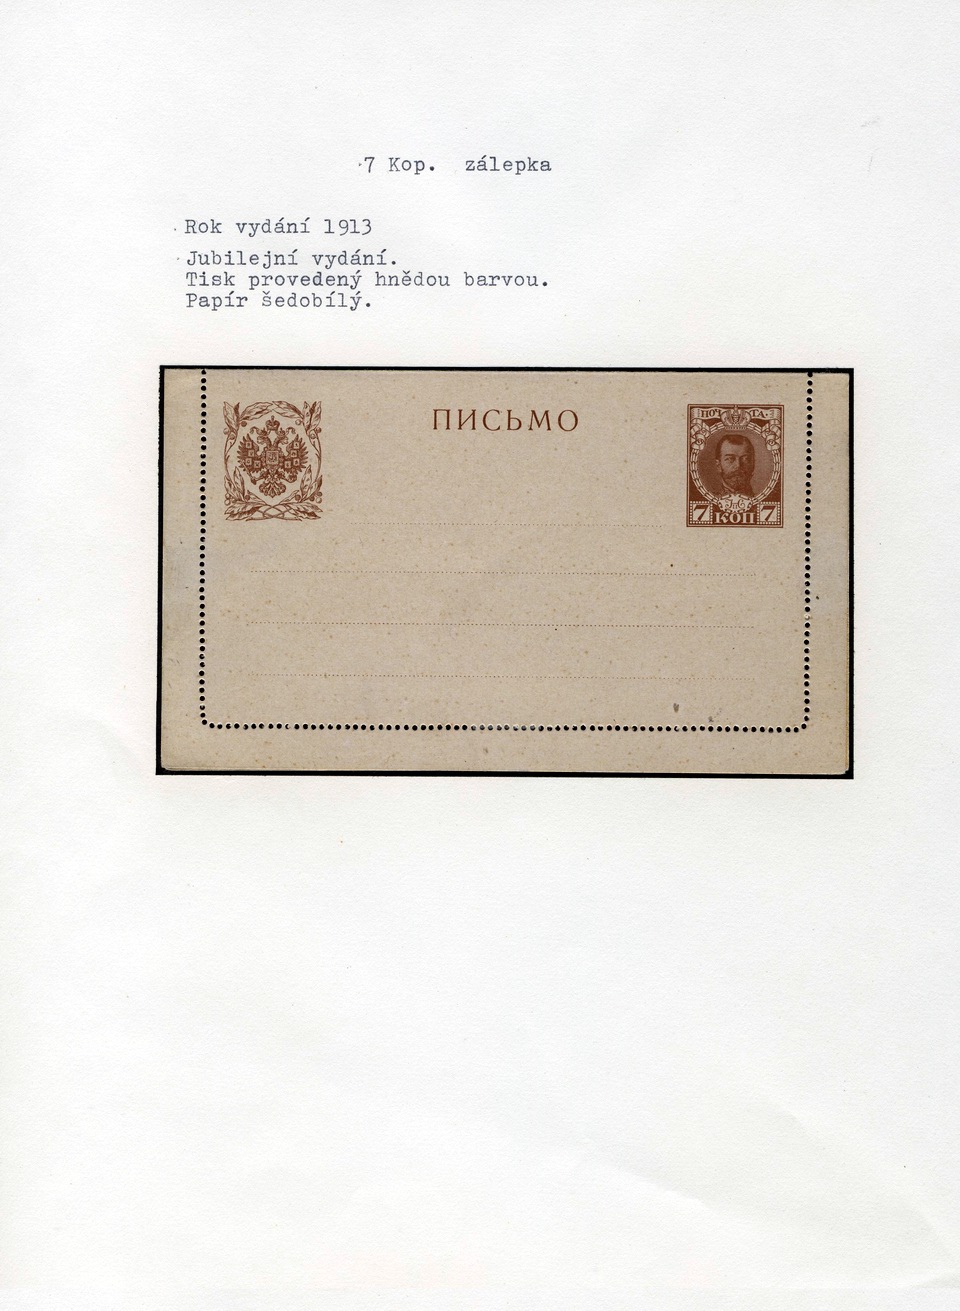 7 Kop. zálepka
Rok vydání 1913
Jubilejní vydání.
Tisk provedený hnědou barvou.
Papír šedobílý.
ПИСЬМО
ПОЧТА
7 КОП 7